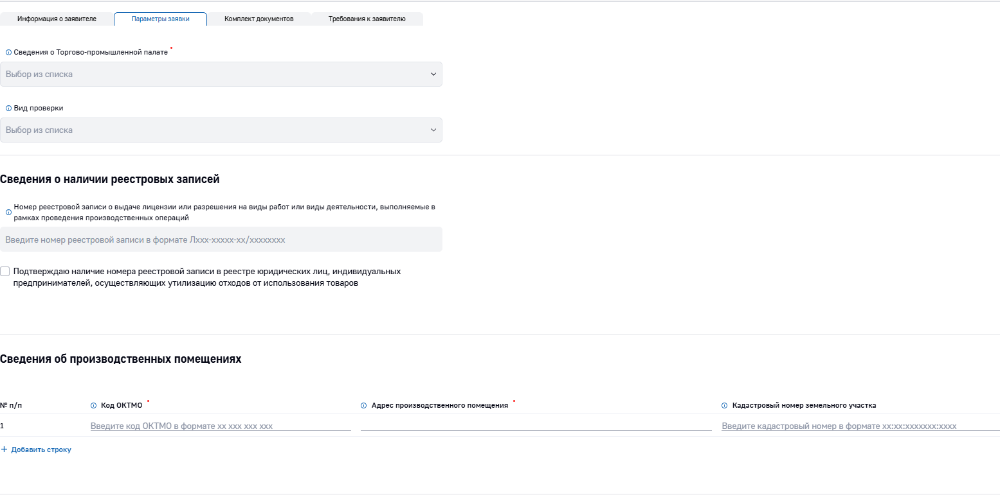 Информация о заявителе Параметры заявки Комплект документов Требования к заявителю
Сведения о Торгово-промышленной палате *
Выбор из списка
Вид проверки
Выбор из списка
Сведения о наличии реестровых записей
Номер реестровой записи о выдаче лицензии или разрешения на виды работ или виды деятельности, выполняемые в
рамках проведения производственных операций
Введите номер реестровой записи в формате Лxxx-xxxxx-xx/xxxxxxxx
Подтверждаю наличие номера реестровой записи в реестре юридических лиц, индивидуальных
предпринимателей, осуществляющих утилизацию отходов от использования товаров
Сведения об производственных помещениях
№ п/п Код ОКТМО * Адрес производственного помещения * Кадастровый номер земельного участка
1 Введите код ОКТМО в формате xx xxx xxx xxx Введите кадастровый номер в формате xx:xx:xxxxxxx:xxxx
+ Добавить строку